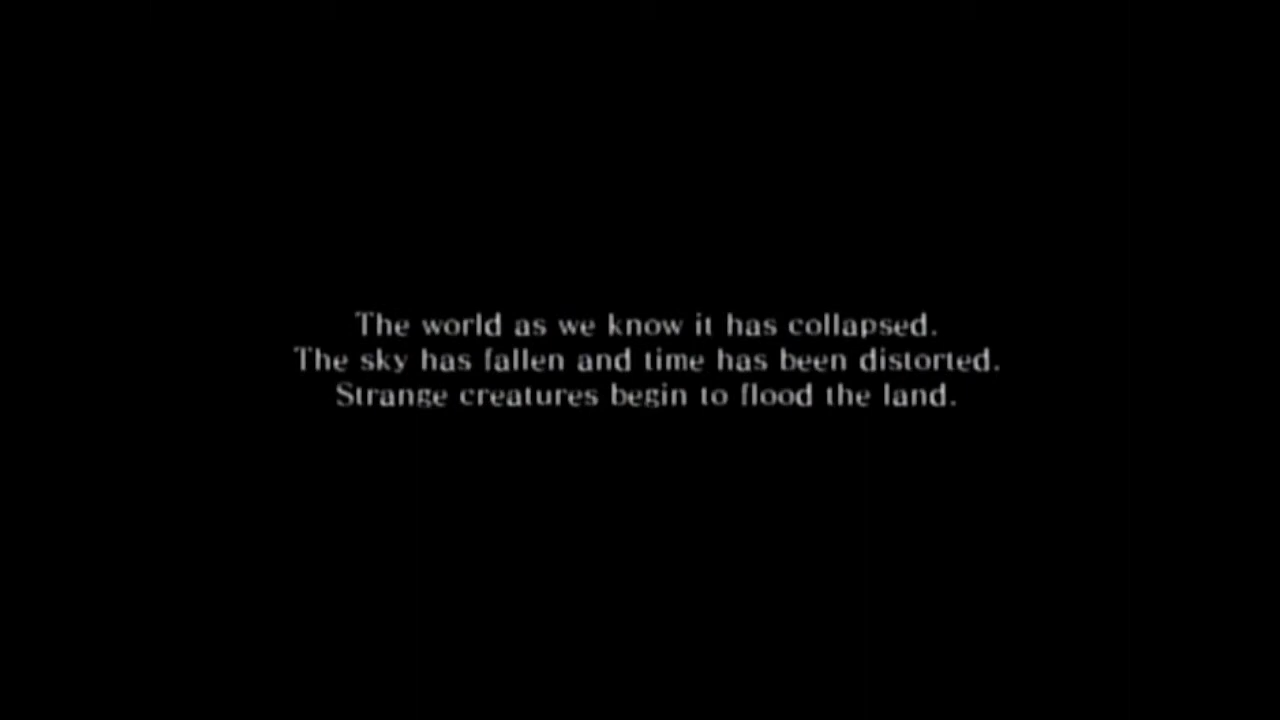 The world as we know it has collapsed.
The sky has fallen and time has been distorted.
Strange creatures begin to flood the land.